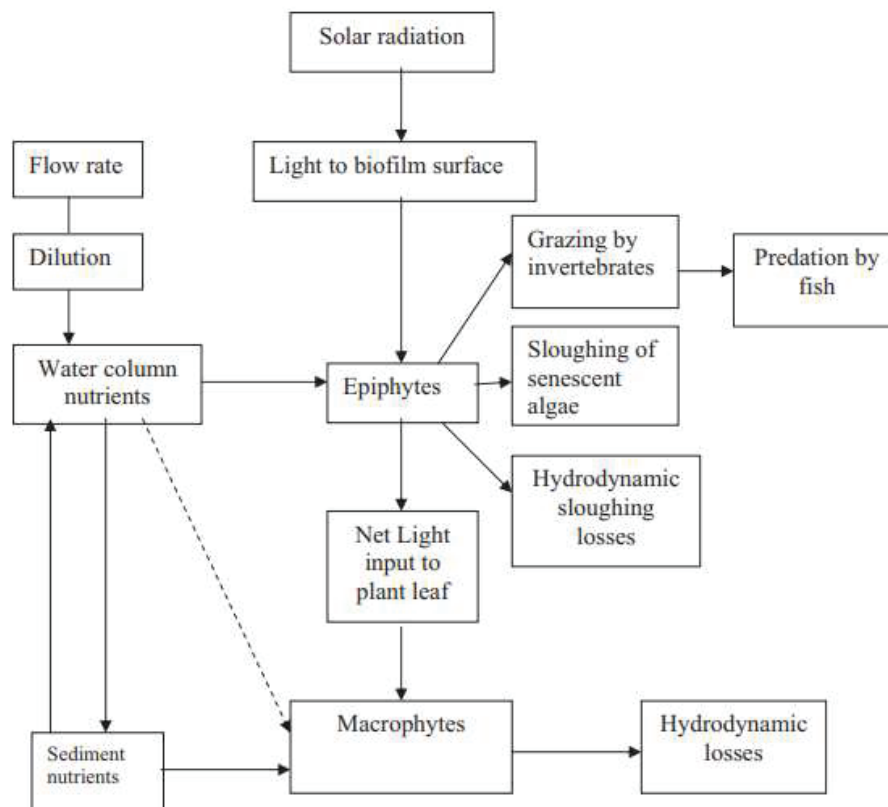 Solar radiation
Flow rate
Light to biofilm surface
Dilution
Grazing by
invertebrates
Predation by
fish
Water column
nutrients
Epiphytes
Sloughing of
senescent
algae
Hydrodynamic
sloughing
losses
Net Light
input to
plant leaf
Macrophytes
Hydrodynamic
losses
Sediment
nutrients